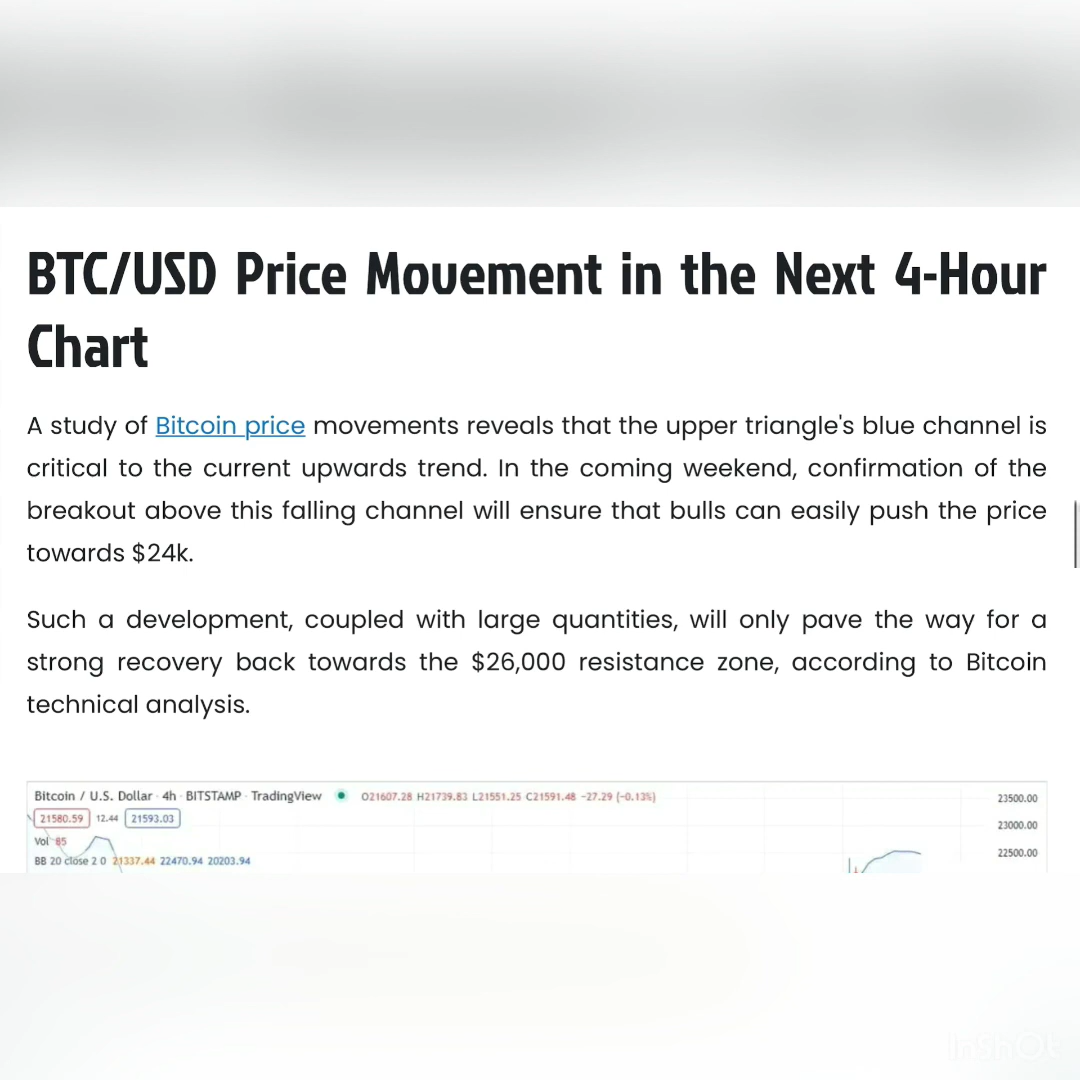 BTC/USD Price Movement in the Next 4-Hour
Chart
A study of Bitcoin price movements reveals that the upper triangle's blue channel is
critical to the current upwards trend. In the coming weekend, confirmation of the
breakout above this falling channel will ensure that bulls can easily push the price
towards $24k.
Such a development, coupled with large quantities, will only pave the way for a
strong recovery back towards the $26,000 resistance zone, according to Bitcoin
technical analysis.
Bitcoin / U.S. Dollar · 4h · BITSTAMP · TradingView O21607.28 H21739.83 L21551.25 C21591.48 −27.29 (−0.13%)
23500.00
21580.59 12.44 21593.03
23000.00
Vol 85
22500.00
BB 20 close 2 0 21337.44 22470.94 20203.94
InShOt